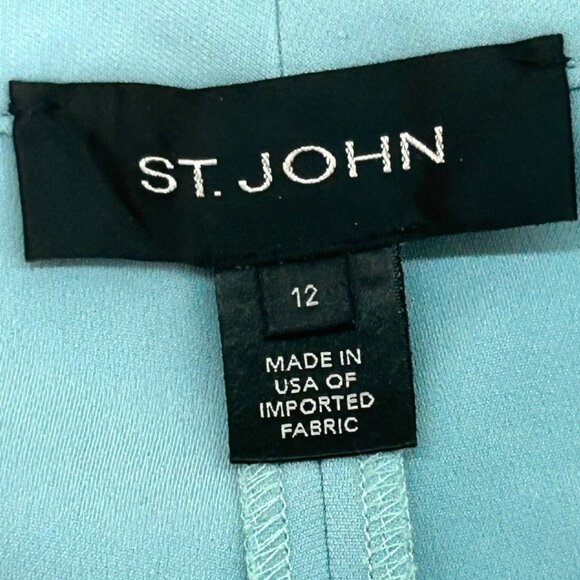 ST. JOHN
12
MADE IN
USA OF
IMPORTED
FABRIC